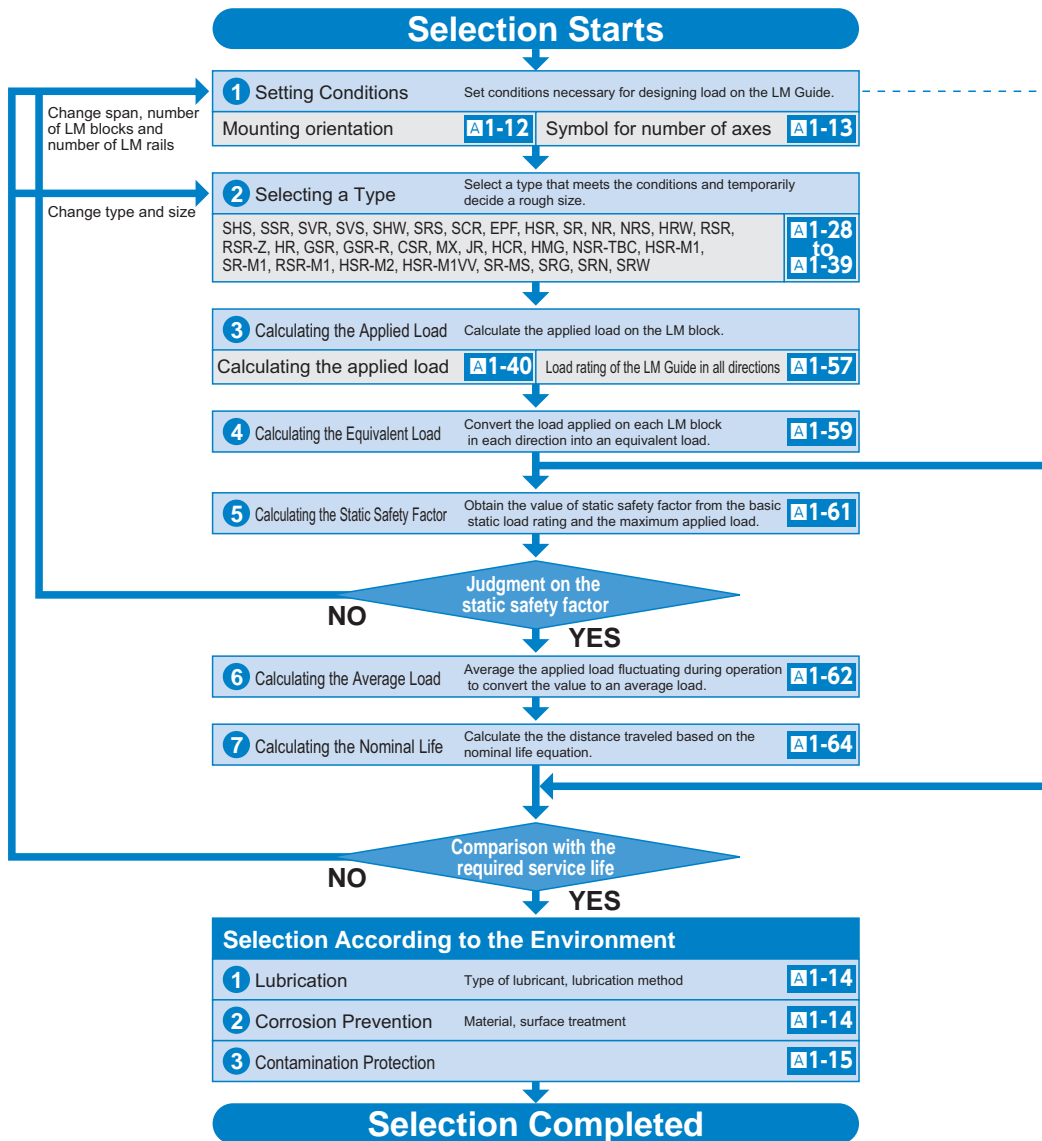 Selection Starts
1 Setting Conditions Set conditions necessary for designing load on the LM Guide.
Change span, number
of LM blocks and
number of LM rails
Mounting orientation A1-12 Symbol for number of axes A1-13
2 Selecting a Type Select a type that meets the conditions and temporarily
decide a rough size.
Change type and size
SHS, SSR, SVR, SVS, SHW, SRS, SCR, EPF, HSR, SR, NR, NRS, HRW, RSR,
RSR-Z, HR, GSR, GSR-R, CSR, MX, JR, HCR, HMG, NSR-TBC, HSR-M1,
SR-M1, RSR-M1, HSR-M2, HSR-M1VV, SR-MS, SRG, SRN, SRW
A1-28
to
A1-39
3 Calculating the Applied Load Calculate the applied load on the LM block.
Calculating the applied load A1-40 Load rating of the LM Guide in all directions A1-57
4 Calculating the Equivalent Load Convert the load applied on each LM block
in each direction into an equivalent load.
A1-59
5 Calculating the Static Safety Factor Obtain the value of static safety factor from the basic
static load rating and the maximum applied load.
A1-61
Judgment on the
static safety factor
NO
YES
6 Calculating the Average Load Average the applied load fluctuating during operation
to convert the value to an average load.
A1-62
7 Calculating the Nominal Life Calculate the the distance traveled based on the
nominal life equation.
A1-64
Comparison with the
required service life
NO
YES
Selection According to the Environment
1 Lubrication Type of lubricant, lubrication method A1-14
2 Corrosion Prevention Material, surface treatment A1-14
3 Contamination Protection A1-15
Selection Completed